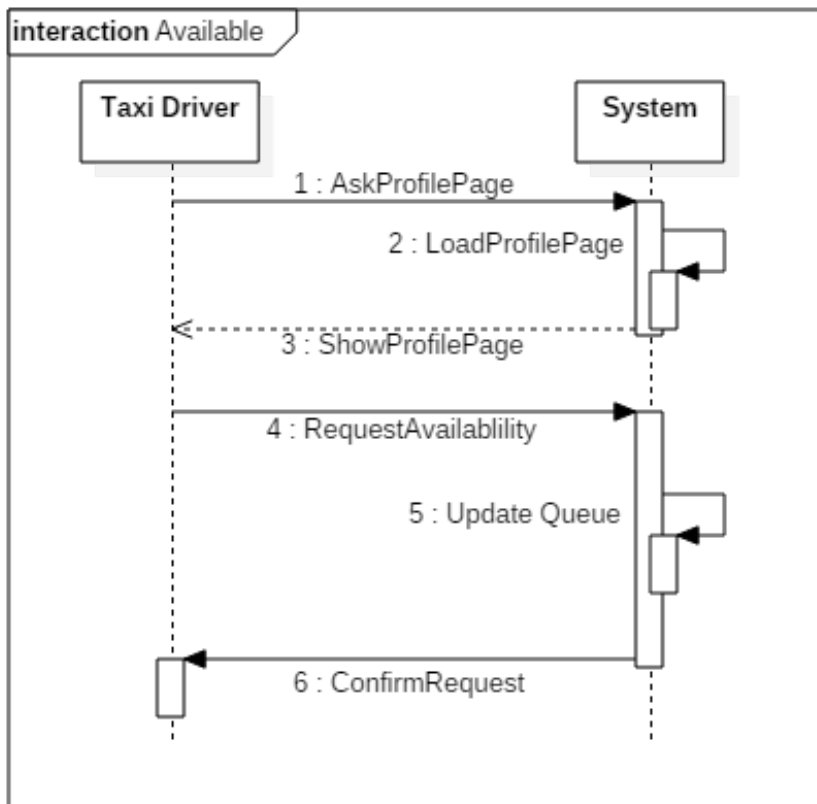 interaction Available
Taxi Driver
System
1 : AskProfilePage
2 : LoadProfilePage
3 : ShowProfilePage
4 : RequestAvailablility
5 : Update Queue
6 : ConfirmRequest